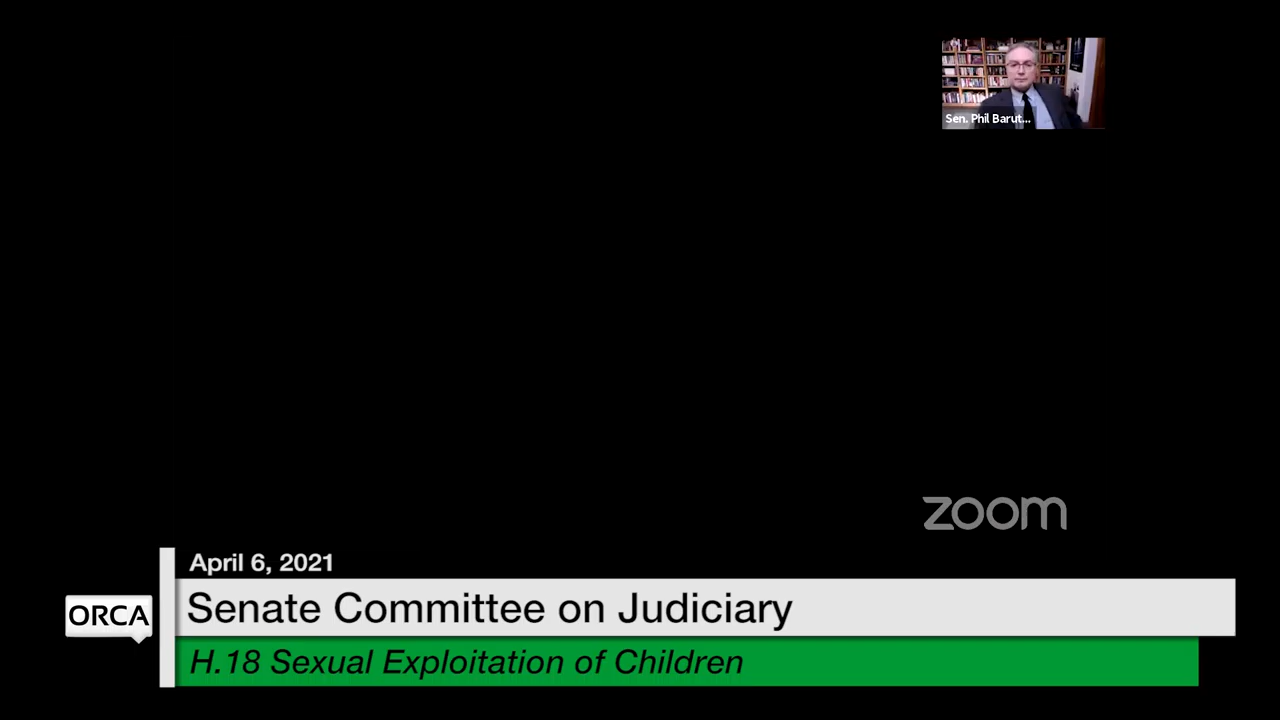 Sen. Phil Barut...
zoom
April 6, 2021
Senate Committee on Judiciary
ORCA
H.18 Sexual Exploitation of Children